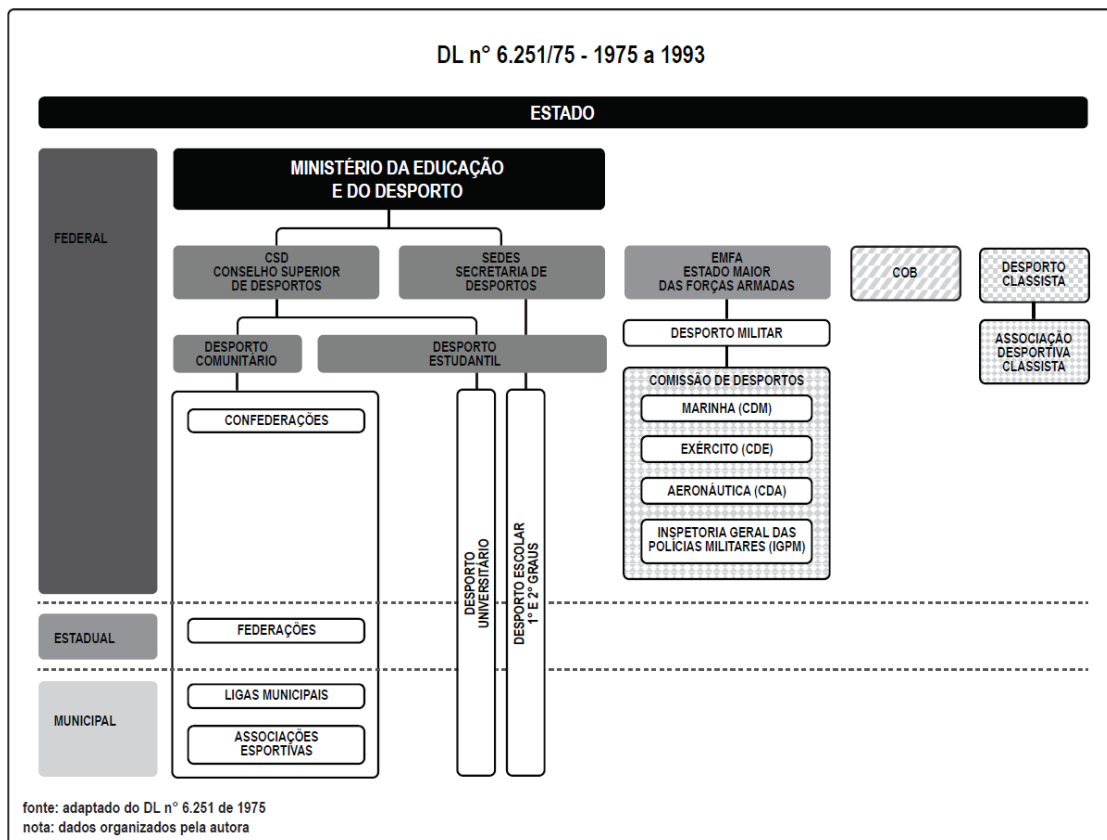 DL n° 6.251/75 - 1975 a 1993
ESTADO
FEDERAL
MINISTÉRIO DA EDUCAÇÃO
E DO DESPORTO
CSD
CONSELHO SUPERIOR
DE DESPORTOS
SEDES
SECRETARIA DE
DESPORTOS
EMFA
ESTADO MAIOR
DAS FORÇAS ARMADAS
COB
DESPORTO
CLASSISTA
DESPORTO
COMUNITÁRIO
DESPORTO
ESTUDANTIL
DESPORTO MILITAR
ASSOCIAÇÃO
DESPORTIVA
CLASSISTA
COMISSÃO DE DESPORTOS
MARINHA (CDM)
EXÉRCITO (CDE)
AERONÁUTICA (CDA)
INSPETORIA GERAL DAS
POLÍCIAS MILITARES (IGPM)
CONFEDERAÇÕES
DESPORTO
UNIVERSITÁRIO
DESPORTO ESCOLAR
1º E 2º GRAUS
ESTADUAL
FEDERAÇÕES
MUNICIPAL
LIGAS MUNICIPAIS
ASSOCIAÇÕES
ESPORTIVAS
fonte: adaptado do DL n° 6.251 de 1975
nota: dados organizados pela autora